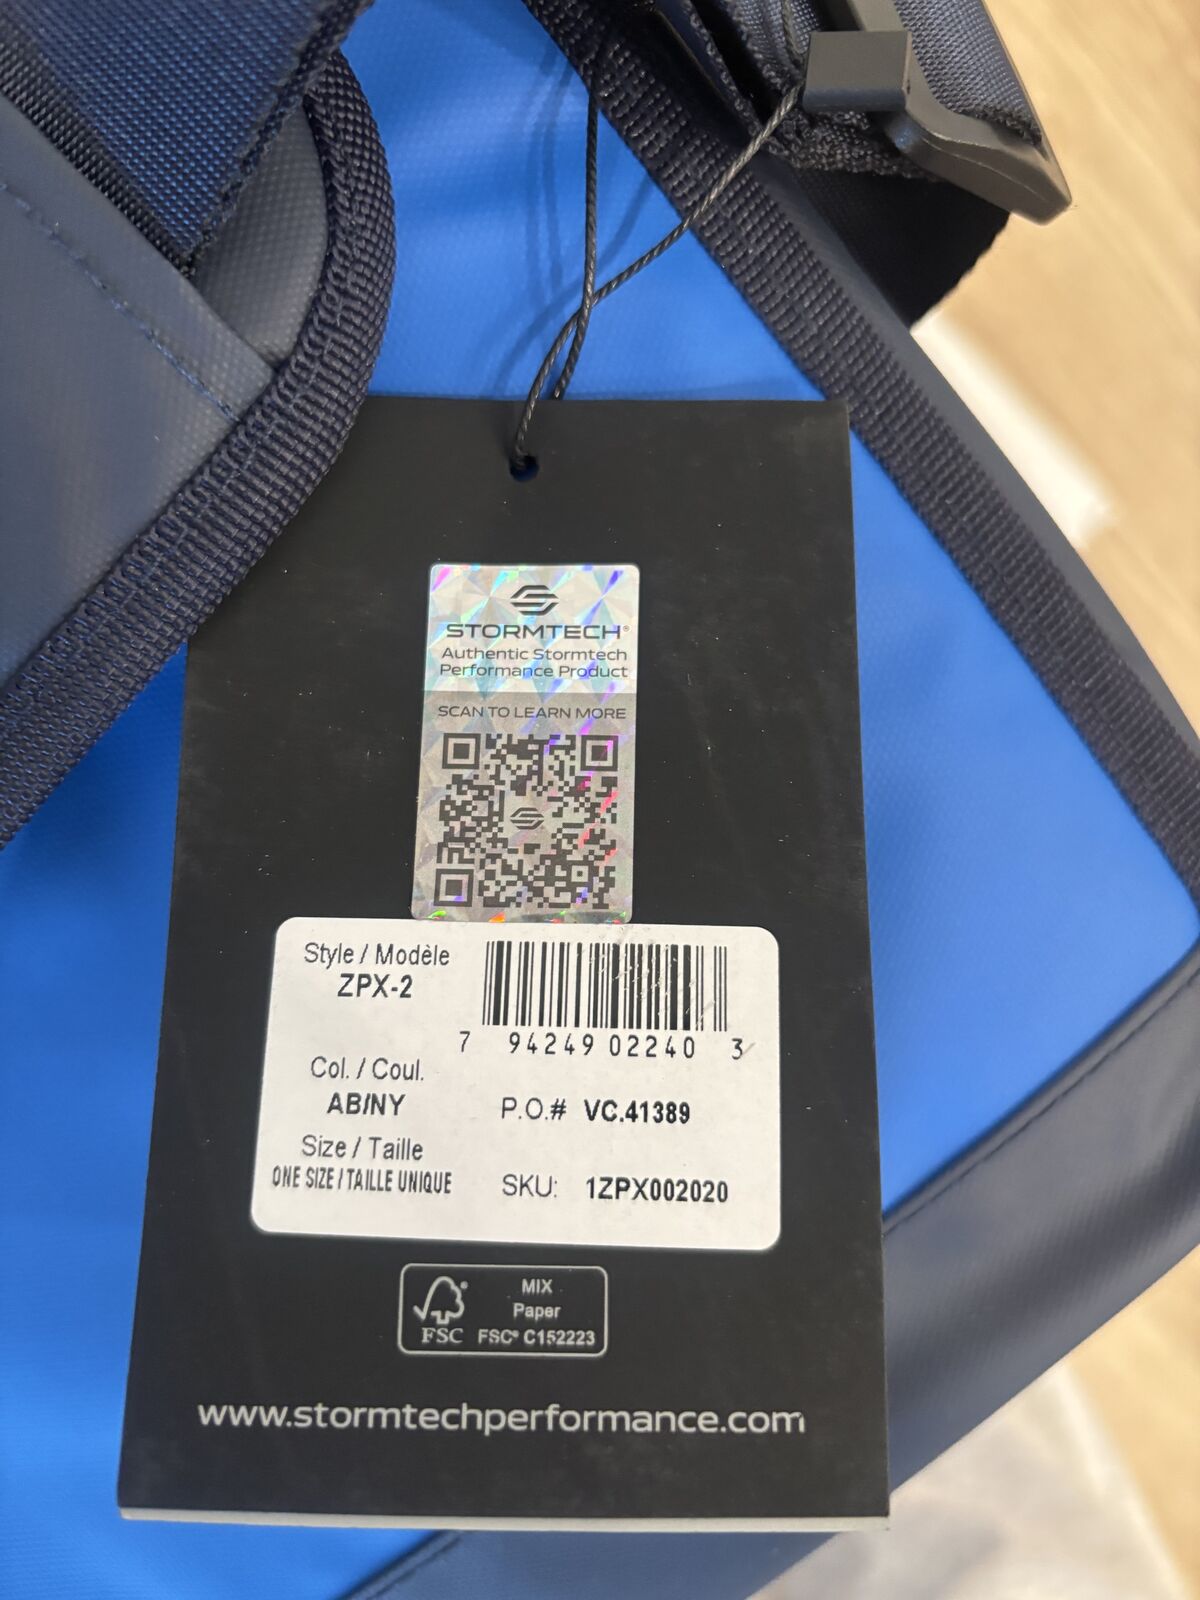 STORMTECH®
Authentic Stormtech
Performance Product
SCAN TO LEARN MORE
Style / Modèle
ZPX-2
7 94249 02240 3
Col. / Coul.
AB/NY
P.O.# VC.41389
Size / Taille
ONE SIZE / TAILLE UNIQUE
SKU: 1ZPX002020
FSC
MIX
Paper
FSC® C152223
www.stormtechperformance.com